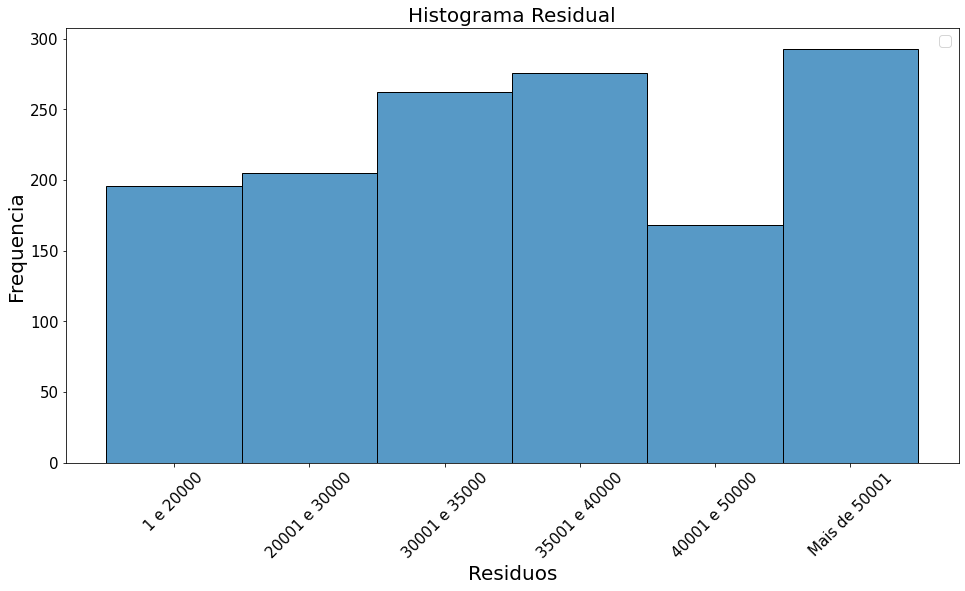 Histograma Residual
300
250
200
150
100
50
0
Frequencia
1 e 20000
20001 e 30000
30001 e 35000
35001 e 40000
40001 e 50000
Mais de 50001
Residuos